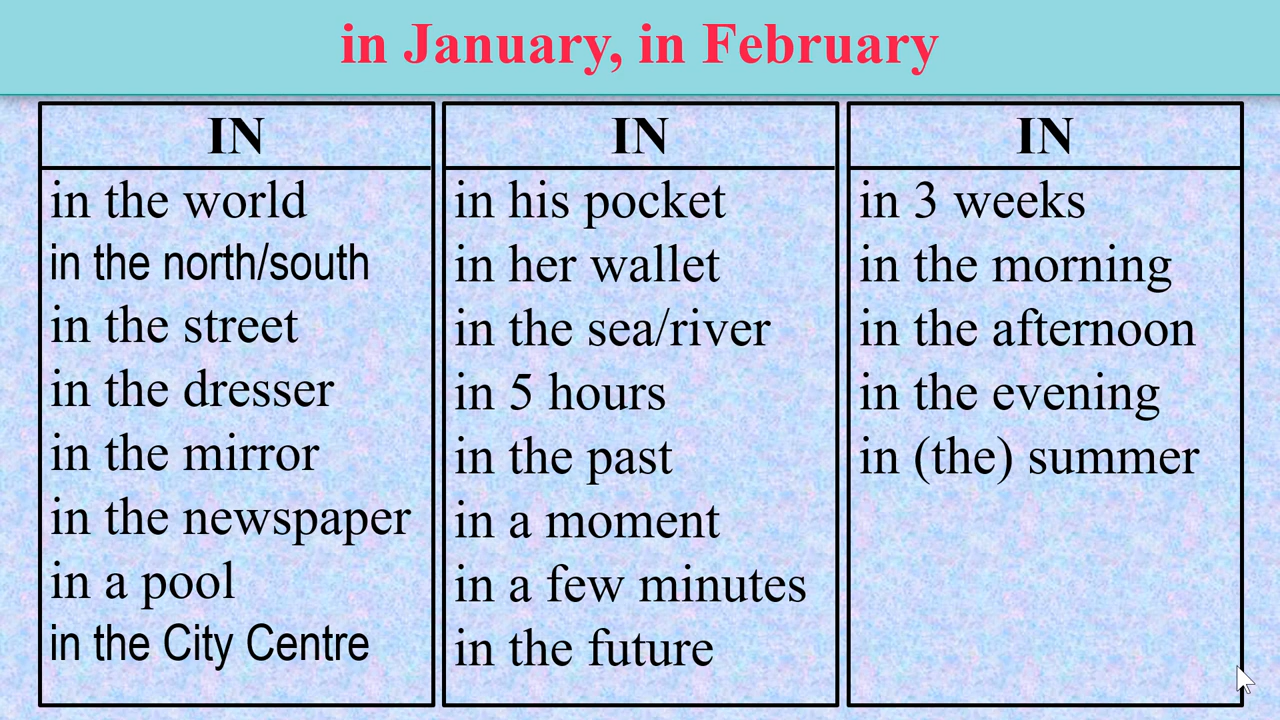 in January, in February
IN
in the world
in the north/south
in the street
in the dresser
in the mirror
in the newspaper
in a pool
in the City Centre
IN
in his pocket
in her wallet
in the sea/river
in 5 hours
in the past
in a moment
in a few minutes
in the future
IN
in 3 weeks
in the morning
in the afternoon
in the evening
in (the) summer